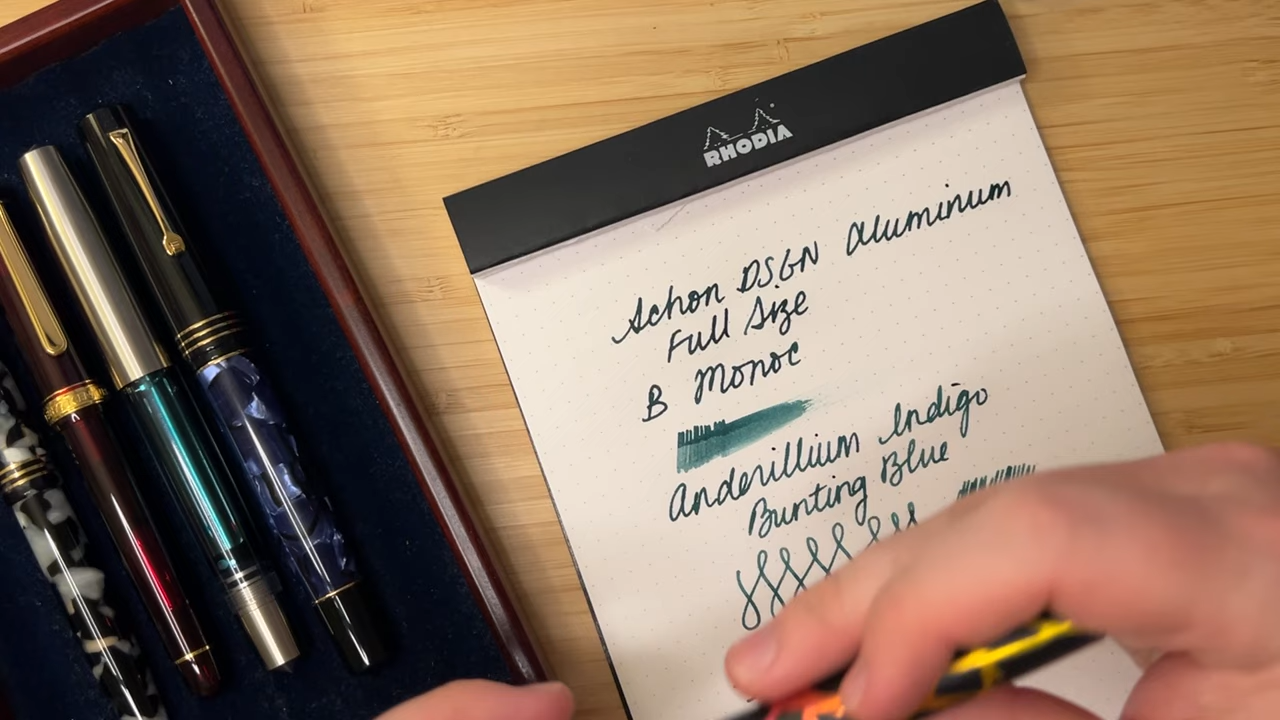 RHODIA
Schon DSGN Aluminum
Full Size
B Monoc
Anderillium Indigo
Bunting Blue